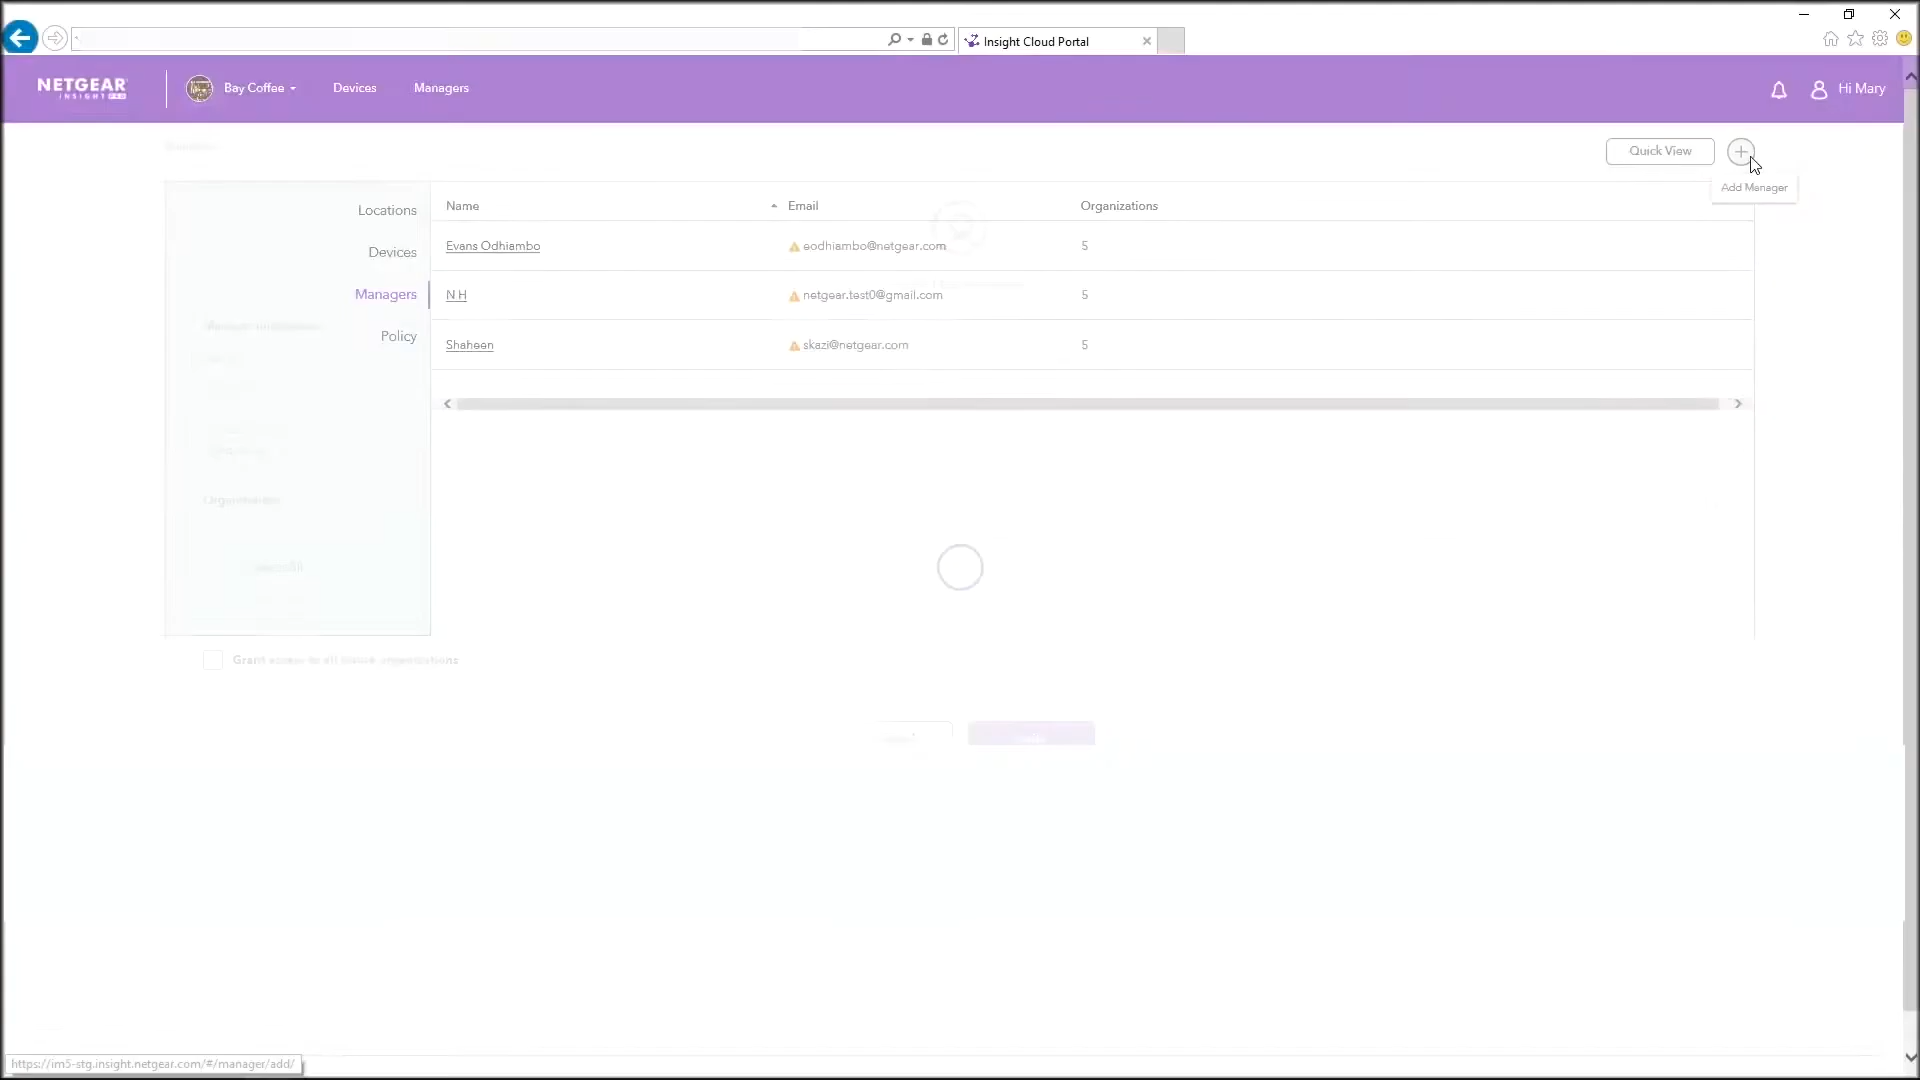 Insight Cloud Portal
NETGEAR
INSIGHT PRO
Bay Coffee
Devices
Managers
Hi Mary
Quick View
Add Manager
Locations
Devices
Managers
Policy
Name
Email
Organizations
Evans Odhiambo
eodhiambo@netgear.com
5
N H
netgear.test0@gmail.com
5
Shaheen
skazi@netgear.com
5
Grant access to all future organizations
https://im5-stg.insight.netgear.com/#/manager/add/